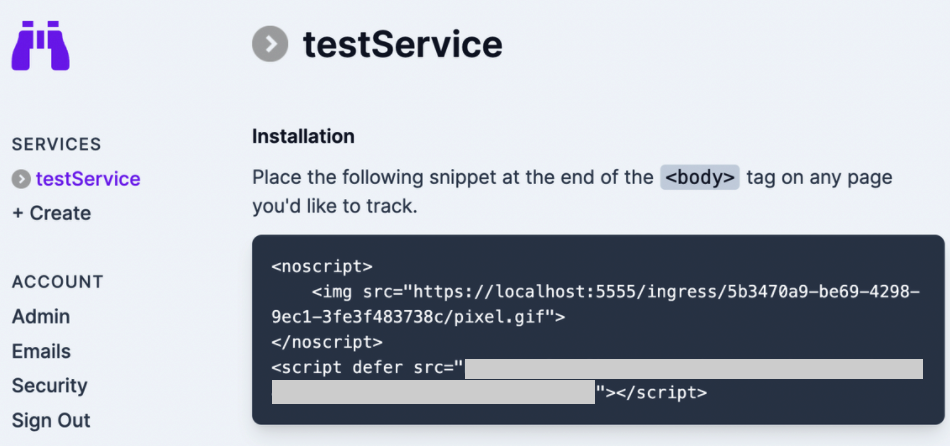 testService
SERVICES
testService
+ Create
ACCOUNT
Admin
Emails
Security
Sign Out
Installation
Place the following snippet at the end of the <body> tag on any page
you'd like to track.
<noscript>
<img src="https://localhost:5555/ingress/5b3470a9-be69-4298-
9ec1-3fe3f483738c/pixel.gif">
</noscript>
<script defer src="
"></script>